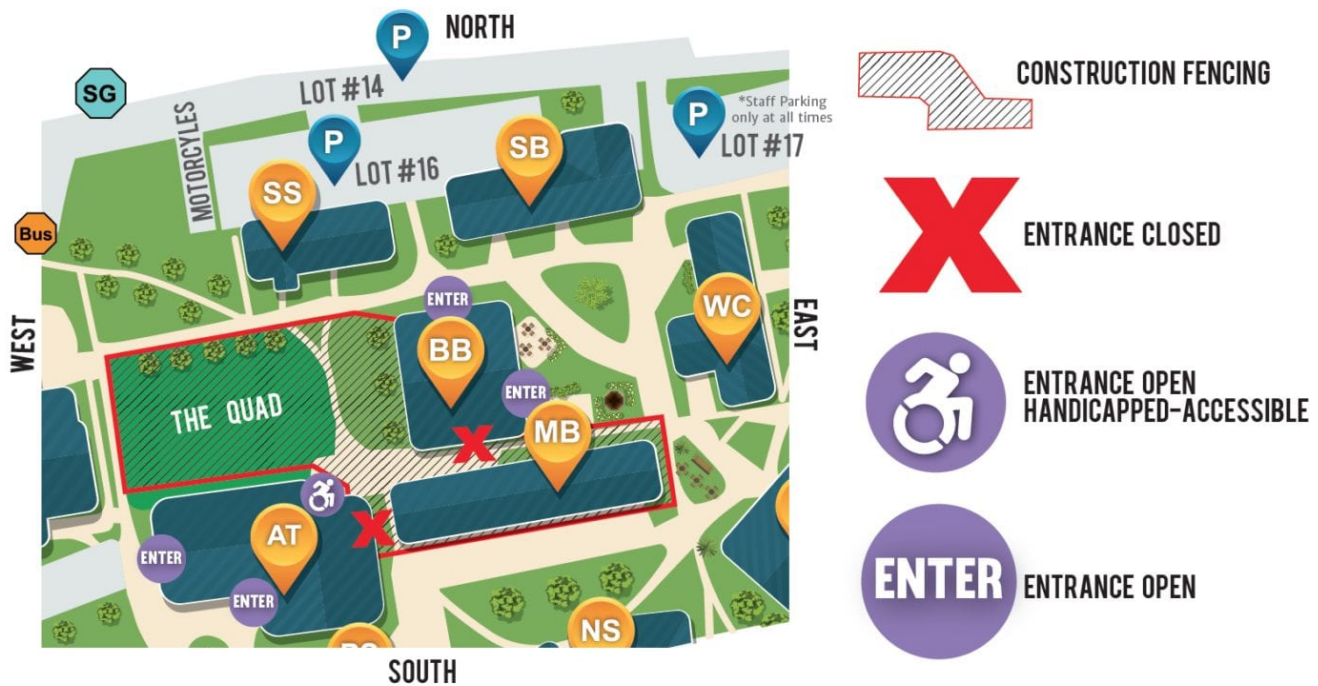 NORTH
P
SG
LOT #14
MOTORCYLES
P
LOT #16
SS
SB
P
*Staff Parking
only at all times
LOT #17
Bus
WEST
EAST
WC
ENTER
BB
ENTER
THE QUAD
MB
AT
ENTER
ENTER
NS
SOUTH
CONSTRUCTION FENCING
X
ENTRANCE CLOSED
ENTRANCE OPEN
HANDICAPPED-ACCESSIBLE
ENTER
ENTRANCE OPEN